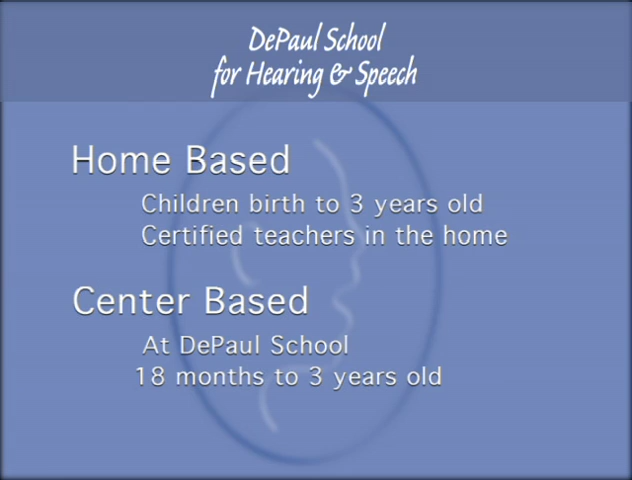 DePaul School
for Hearing & Speech
Home Based
Children birth to 3 years old
Certified teachers in the home
Center Based
At DePaul School
18 months to 3 years old